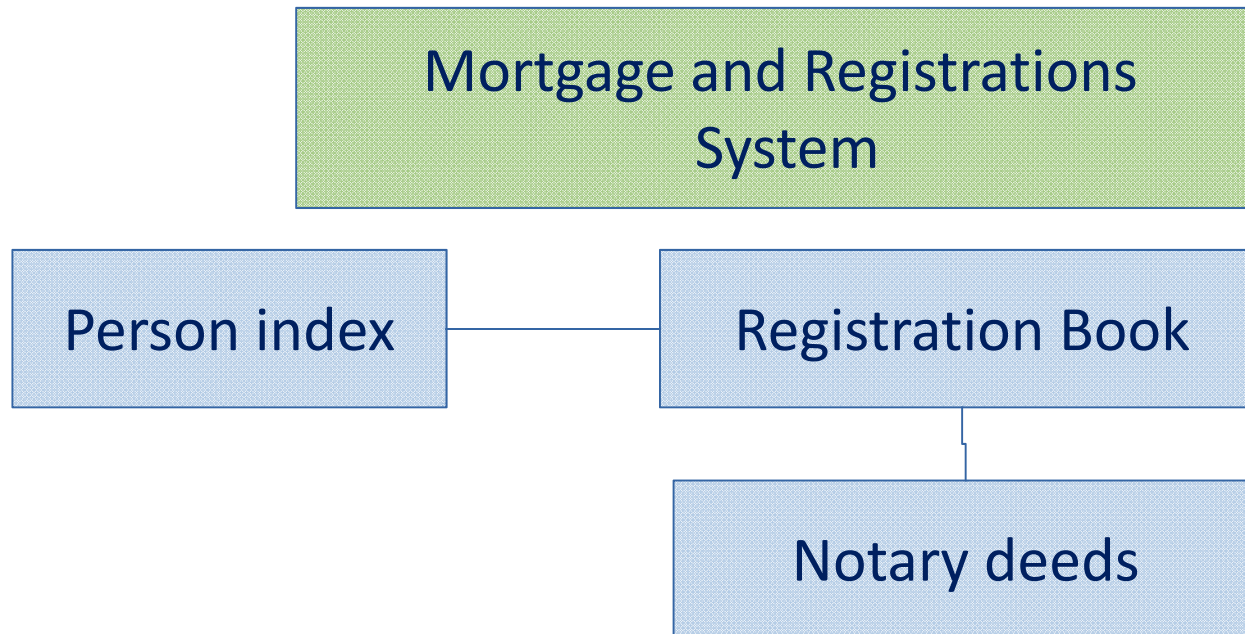 Mortgage and Registrations
System
Person index
Registration Book
Notary deeds